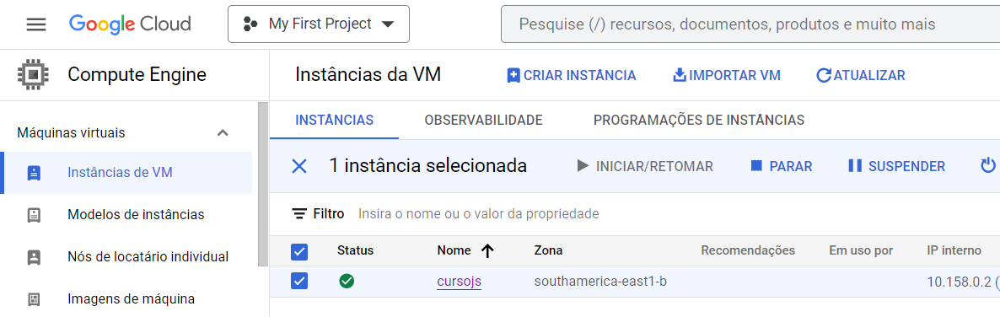 Google Cloud
My First Project
Pesquise (/) recursos, documentos, produtos e muito mais
Compute Engine
Instâncias da VM
CRIAR INSTÂNCIA
IMPORTAR VM
ATUALIZAR
Máquinas virtuais
Instâncias de VM
Modelos de instâncias
Nós de locatário individual
Imagens de máquina
INSTÂNCIAS
OBSERVABILIDADE
PROGRAMAÇÕES DE INSTÂNCIAS
1 instância selecionada
INICIAR/RETOMAR
PARAR
SUSPENDER
Filtro
Insira o nome ou o valor da propriedade
Status Nome Zona Recomendações Em uso por IP interno
cursojs southamerica-east1-b 10.158.0.2 (